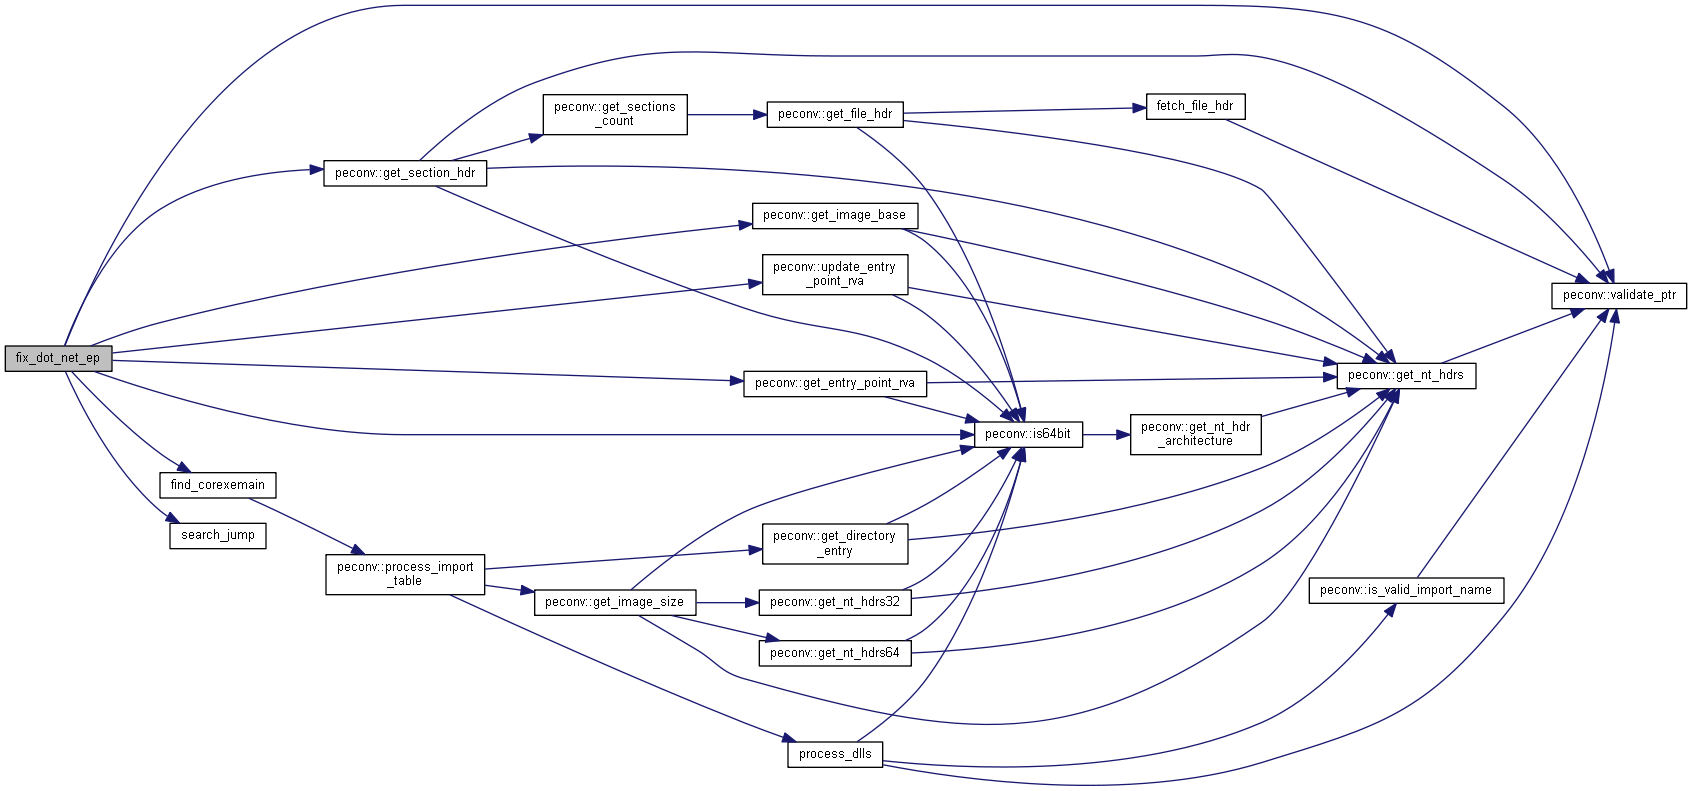 peconv::get_sections
_count
peconv::get_file_hdr
fetch_file_hdr
peconv::get_section_hdr
peconv::get_image_base
peconv::update_entry
_point_rva
peconv::validate_ptr
fix_dot_net_ep
peconv::get_entry_point_rva
peconv::get_nt_hdrs
peconv::is64bit
peconv::get_nt_hdr
_architecture
find_corexemain
search_jump
peconv::get_directory
_entry
peconv::process_import
_table
peconv::get_image_size
peconv::get_nt_hdrs32
peconv::is_valid_import_name
peconv::get_nt_hdrs64
process_dlls